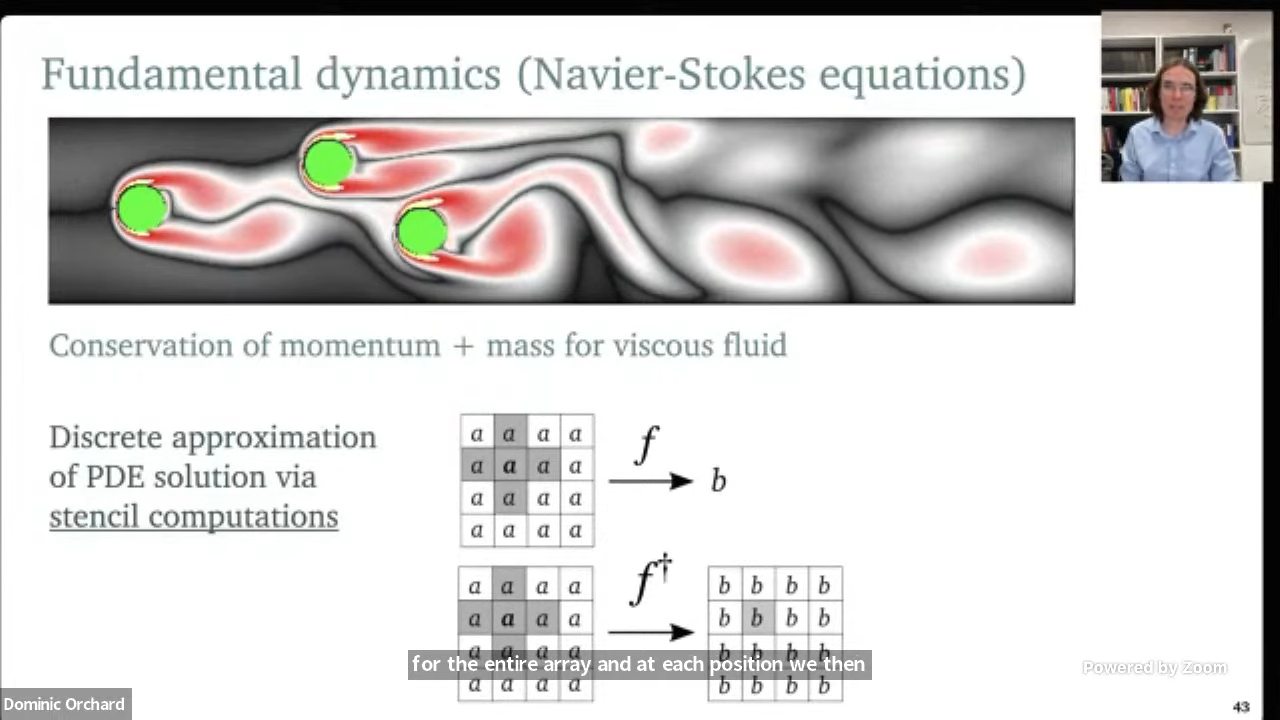 Fundamental dynamics (Navier-Stokes equations)
Conservation of momentum + mass for viscous fluid
Discrete approximation
of PDE solution via
stencil computations
a a a a
a a a a
a a a a
a a a a
f
b
a a a a
a a a a
a a a a
a a a a
f†
b b b b
b b b b
b b b b
b b b b
for the entire array and at each position we then
Powered by Zoom
Dominic Orchard
43